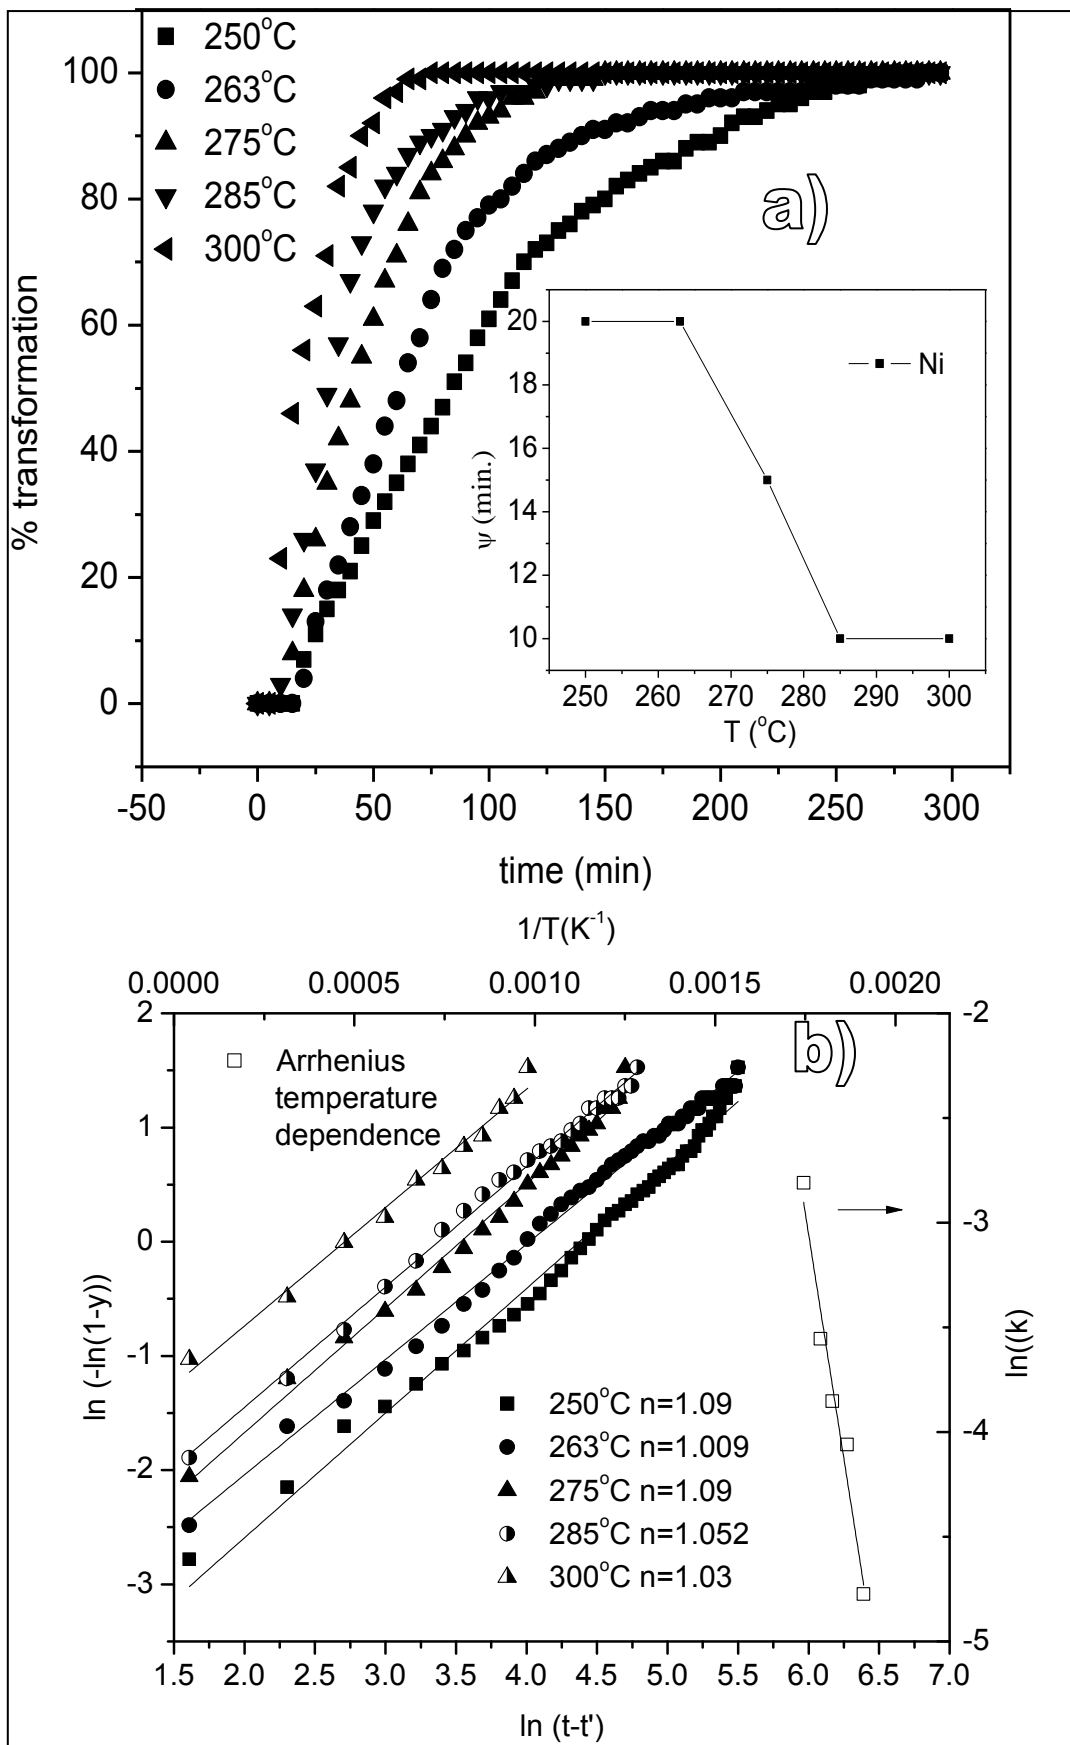 250°C
263°C
275°C
285°C
300°C
a)
100
80
60
40
20
0
% transformation
-50 0 50 100 150 200 250 300
time (min)
20
18
16
14
12
10
ψ (min.)
Ni
250 260 270 280 290 300
T (°C)
1/T(K⁻¹)
0.0000 0.0005 0.0010 0.0015 0.0020
b)
Arrhenius
temperature
dependence
2
1
0
-1
-2
-3
ln (-ln(1-y))
-2
-3
-4
-5
ln((k)
250°C n=1.09
263°C n=1.009
275°C n=1.09
285°C n=1.052
300°C n=1.03
1.5 2.0 2.5 3.0 3.5 4.0 4.5 5.0 5.5 6.0 6.5 7.0
ln (t-t')